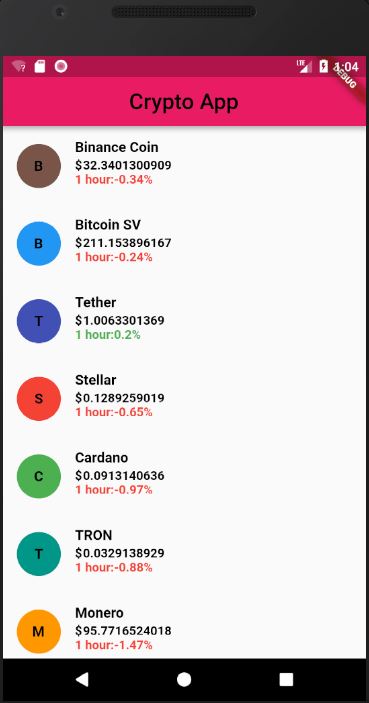 LTE 1:04
DEBUG
Crypto App
B
Binance Coin
$32.3401300909
1 hour:-0.34%
B
Bitcoin SV
$211.153896167
1 hour:-0.24%
T
Tether
$1.0063301369
1 hour:0.2%
S
Stellar
$0.1289259019
1 hour:-0.65%
C
Cardano
$0.0913140636
1 hour:-0.97%
T
TRON
$0.0329138929
1 hour:-0.88%
M
Monero
$95.7716524018
1 hour:-1.47%